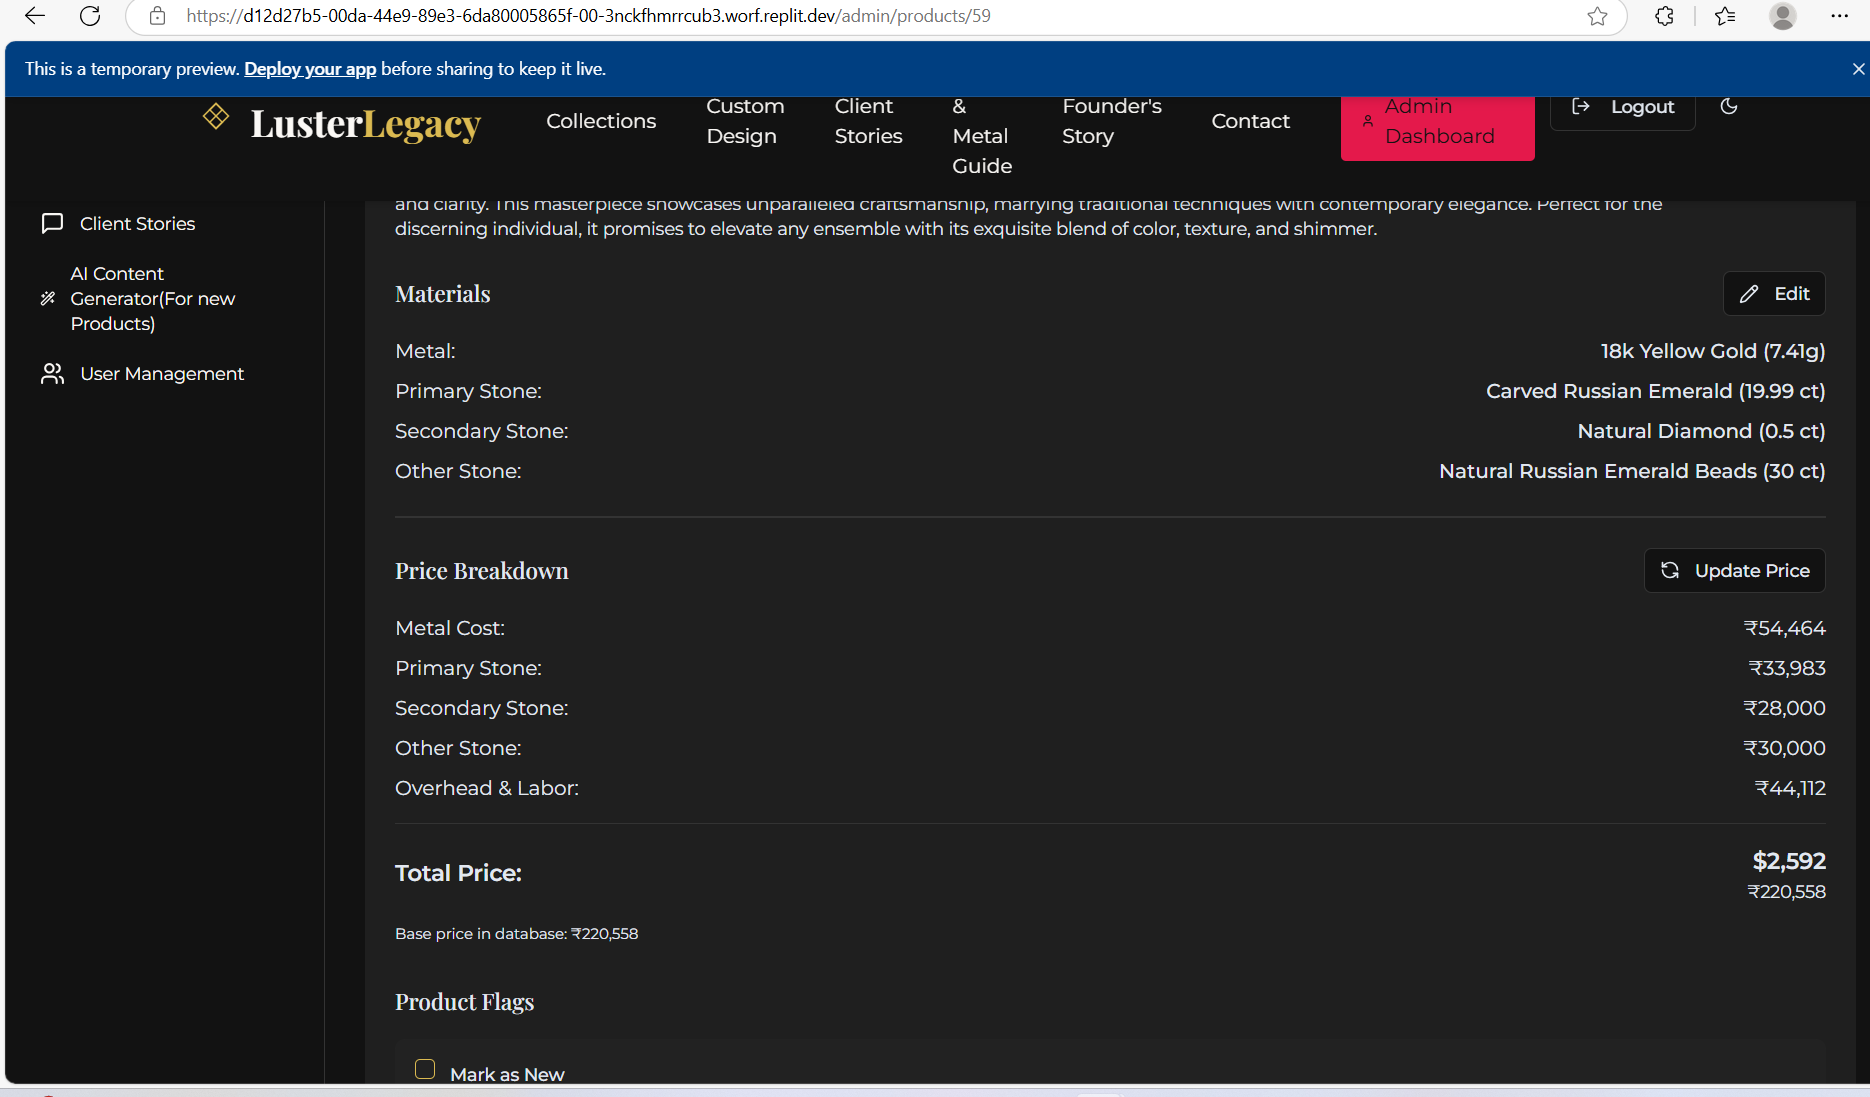 https://d12d27b5-00da-44e9-89e3-6da80005865f-00-3nckfhmrrcub3.worf.replit.dev/admin/products/59
This is a temporary preview. Deploy your app before sharing to keep it live.
LusterLegacy
Collections
Custom
Design
Client
Stories
&
Metal
Guide
Founder's
Story
Contact
Admin
Dashboard
Logout
Client Stories
AI Content
Generator(For new
Products)
User Management
and clarity. This masterpiece showcases unparalleled craftsmanship, marrying traditional techniques with contemporary elegance. Perfect for the
discerning individual, it promises to elevate any ensemble with its exquisite blend of color, texture, and shimmer.
Materials
Edit
Metal: 18k Yellow Gold (7.41g)
Primary Stone: Carved Russian Emerald (19.99 ct)
Secondary Stone: Natural Diamond (0.5 ct)
Other Stone: Natural Russian Emerald Beads (30 ct)
Price Breakdown
Update Price
Metal Cost: ₹54,464
Primary Stone: ₹33,983
Secondary Stone: ₹28,000
Other Stone: ₹30,000
Overhead & Labor: ₹44,112
Total Price: $2,592
₹220,558
Base price in database: ₹220,558
Product Flags
Mark as New